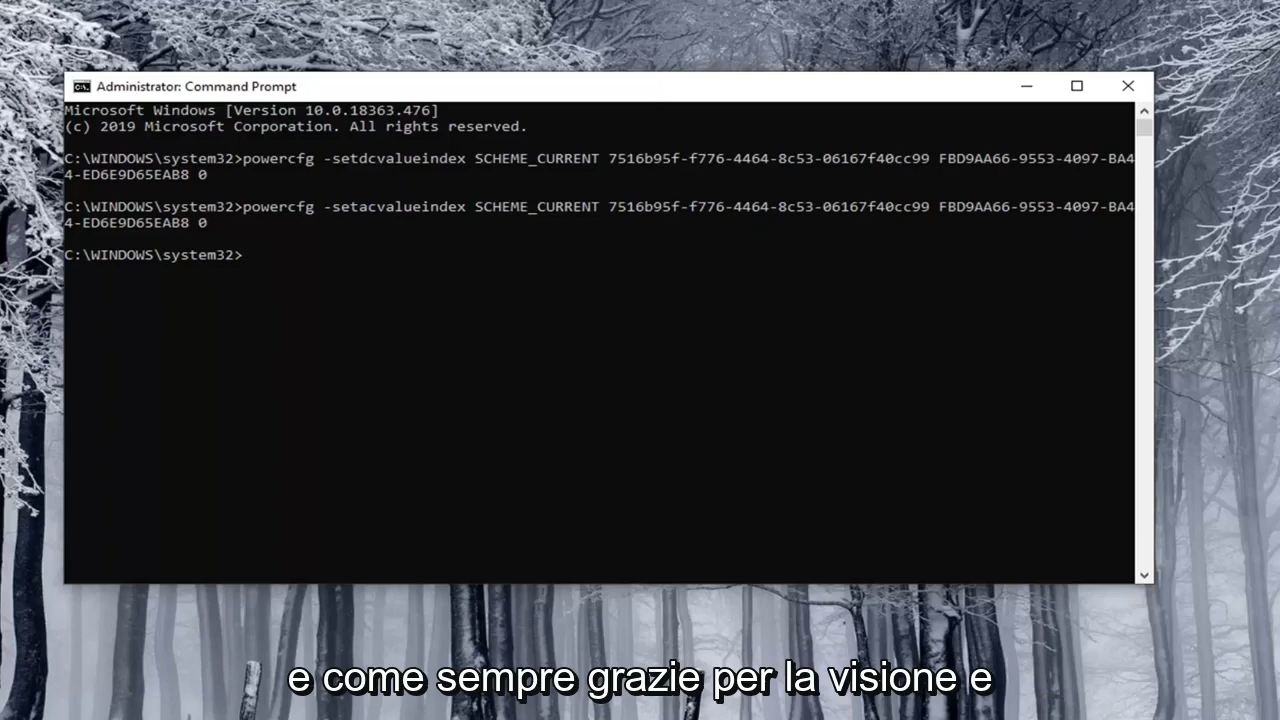 Administrator: Command Prompt
Microsoft Windows [Version 10.0.18363.476]
(c) 2019 Microsoft Corporation. All rights reserved.
C:\WINDOWS\system32>powercfg -setdcvalueindex SCHEME_CURRENT 7516b95f-f776-4464-8c53-06167f40cc99 FBD9AA66-9553-4097-BA4
4-ED6E9D65EAB8 0
C:\WINDOWS\system32>powercfg -setacvalueindex SCHEME_CURRENT 7516b95f-f776-4464-8c53-06167f40cc99 FBD9AA66-9553-4097-BA4
4-ED6E9D65EAB8 0
C:\WINDOWS\system32>
e come sempre grazie per la visione e